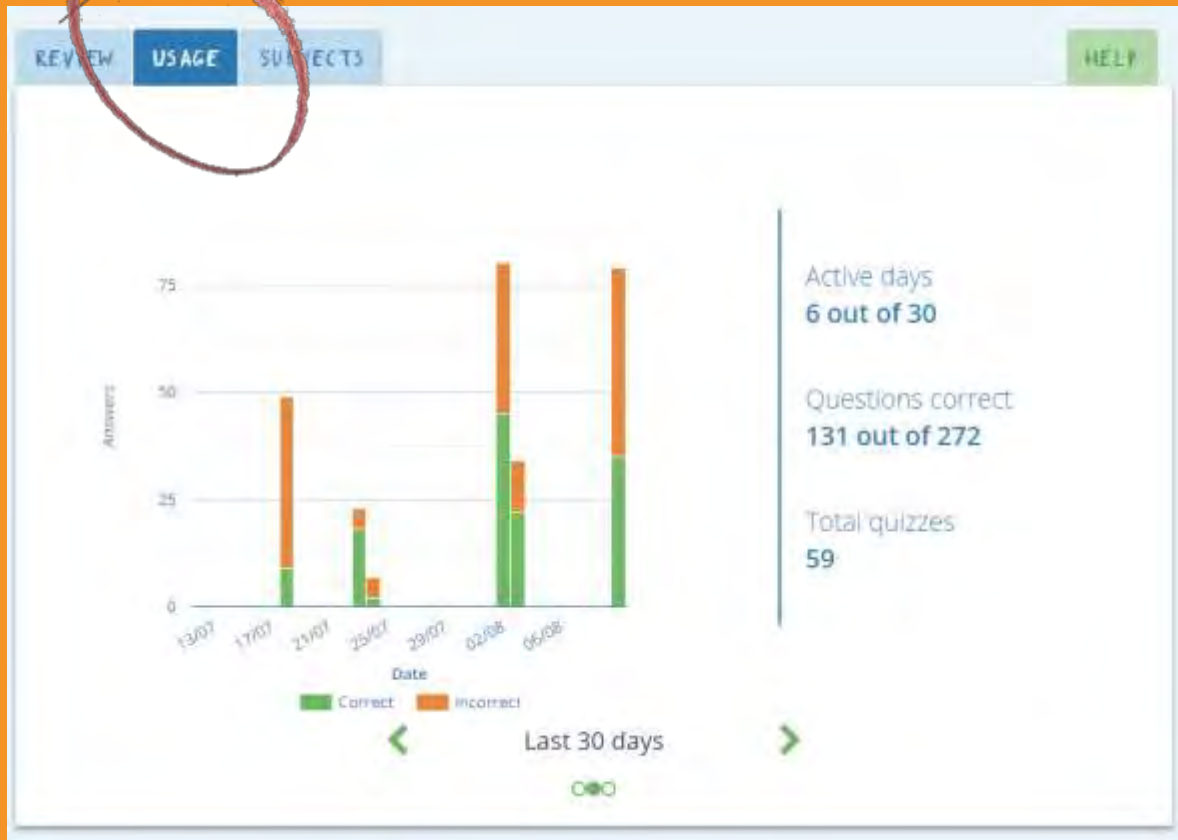 REVIEW USAGE SUBJECTS HELP
75
50
25
0
Answers
13/07 17/07 21/07 25/07 29/07 02/08 06/08
Date
Correct Incorrect
Active days
6 out of 30
Questions correct
131 out of 272
Total quizzes
59
Last 30 days